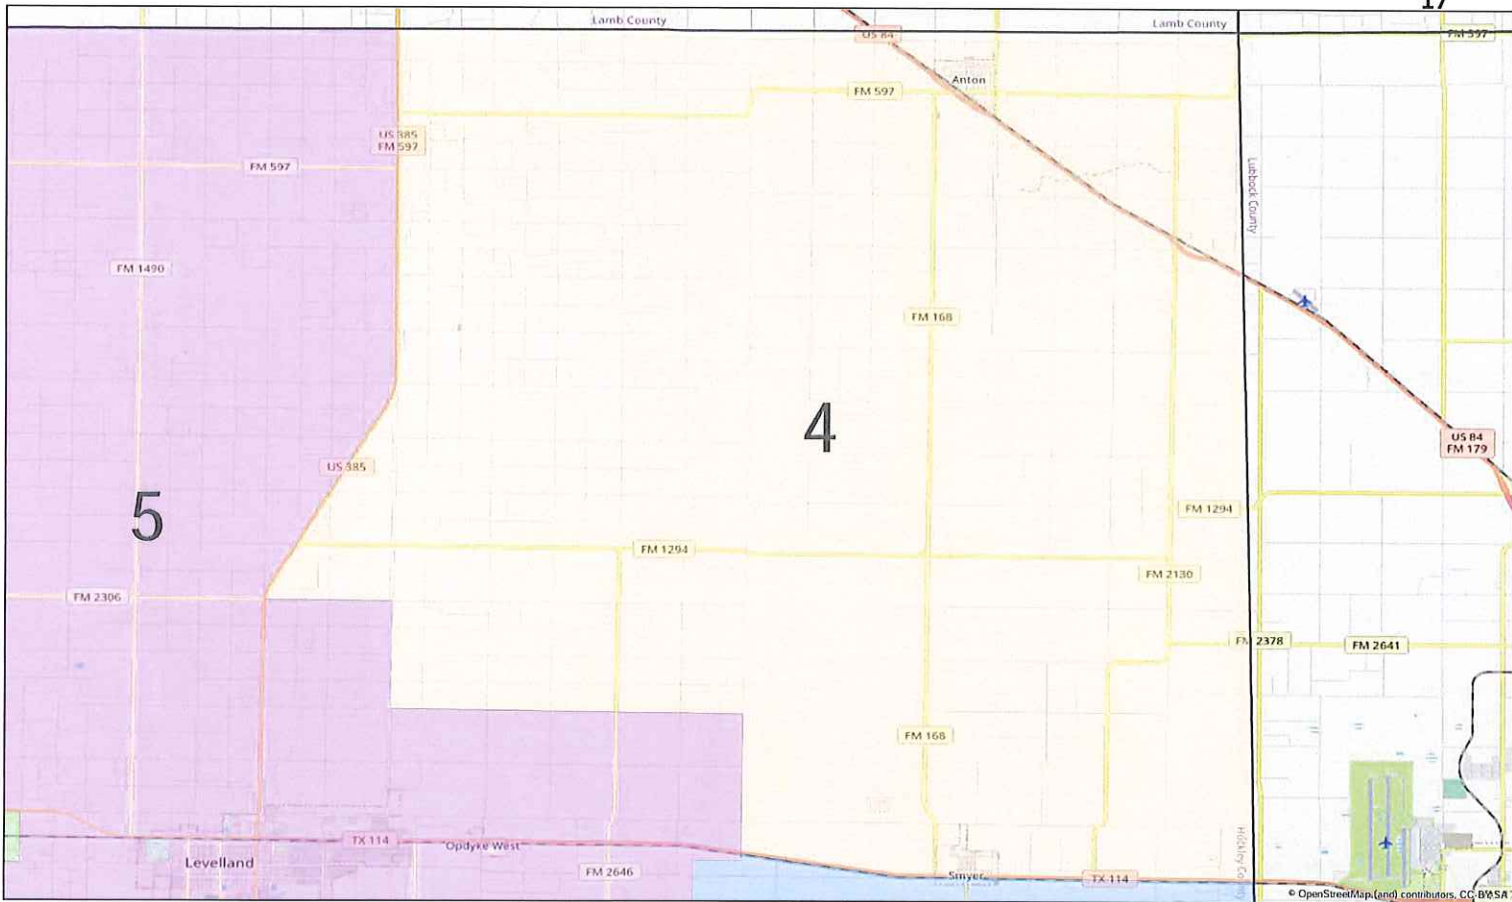 17
Lamb County
Lamb County
US 84
FM 597
Anton
FM 597
US 385
FM 597
FM 597
Lubbock County
FM 1490
FM 168
4
US 84
FM 179
US 385
5
FM 1294
FM 1294
FM 2130
FM 2306
FM 2378
FM 2641
FM 168
TX 114
Opdyke West
Levelland
FM 2646
Smyer
TX 114
Hockley County
© OpenStreetMap (and) contributors, CC-BY-SA